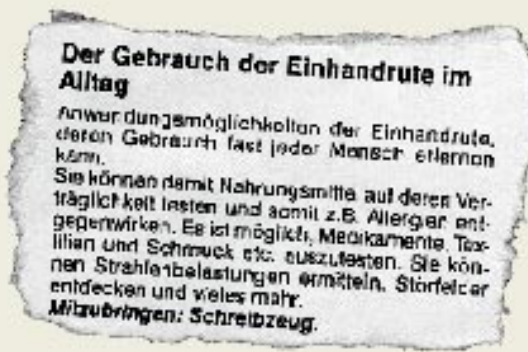 Der Gebrauch der Einhandrute im
Alltag
Anwendungsmöglichkeiten der Einhandrute,
deren Gebrauch fast jeder Mensch erlernen
kann.
Sie können damit Nahrungsmittel auf deren Ver-
träglichkeit testen und somit z.B. Allergien ent-
gegenwirken. Es ist möglich, Medikamente, Tex-
tilien und Schmuck etc. auszutesten. Sie kön-
nen Strahlenbelastungen ermitteln, Störfelder
entdecken und vieles mehr.
Mitzubringen: Schreibzeug.